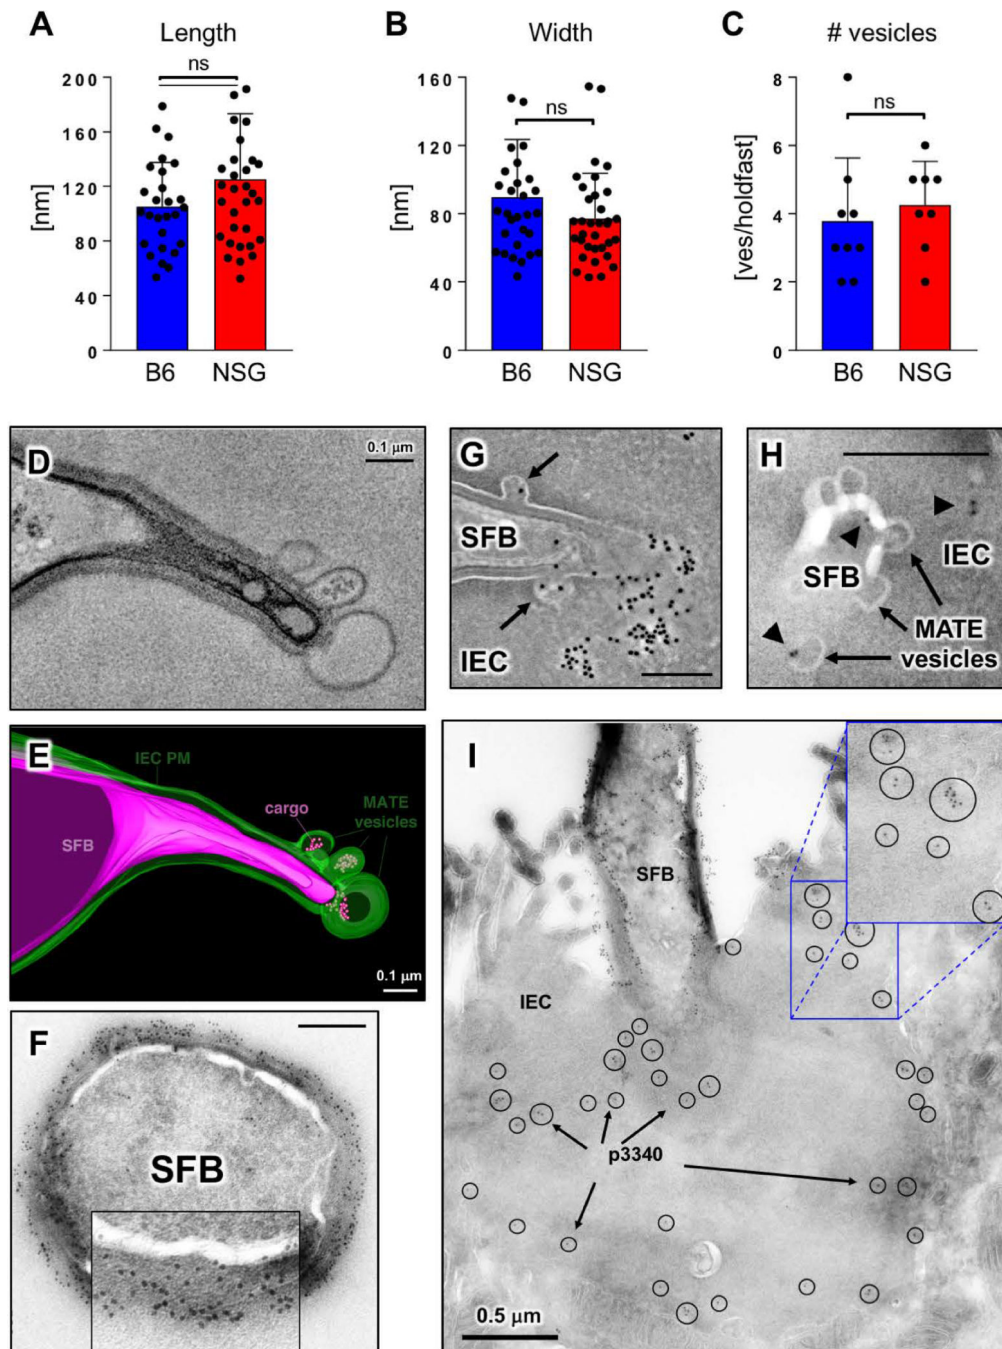 A
Length
ns
200
160
120
80
40
0
[nm]
B6
NSG
B
Width
ns
160
120
80
40
0
[nm]
B6
NSG
C
# vesicles
ns
8
6
4
2
0
[ves/holdfast]
B6
NSG
D
0.1 µm
G
SFB
IEC
H
SFB
IEC
MATE
vesicles
E
IEC PM
cargo
MATE
vesicles
SFB
0.1 µm
F
SFB
I
SFB
IEC
p3340
0.5 µm